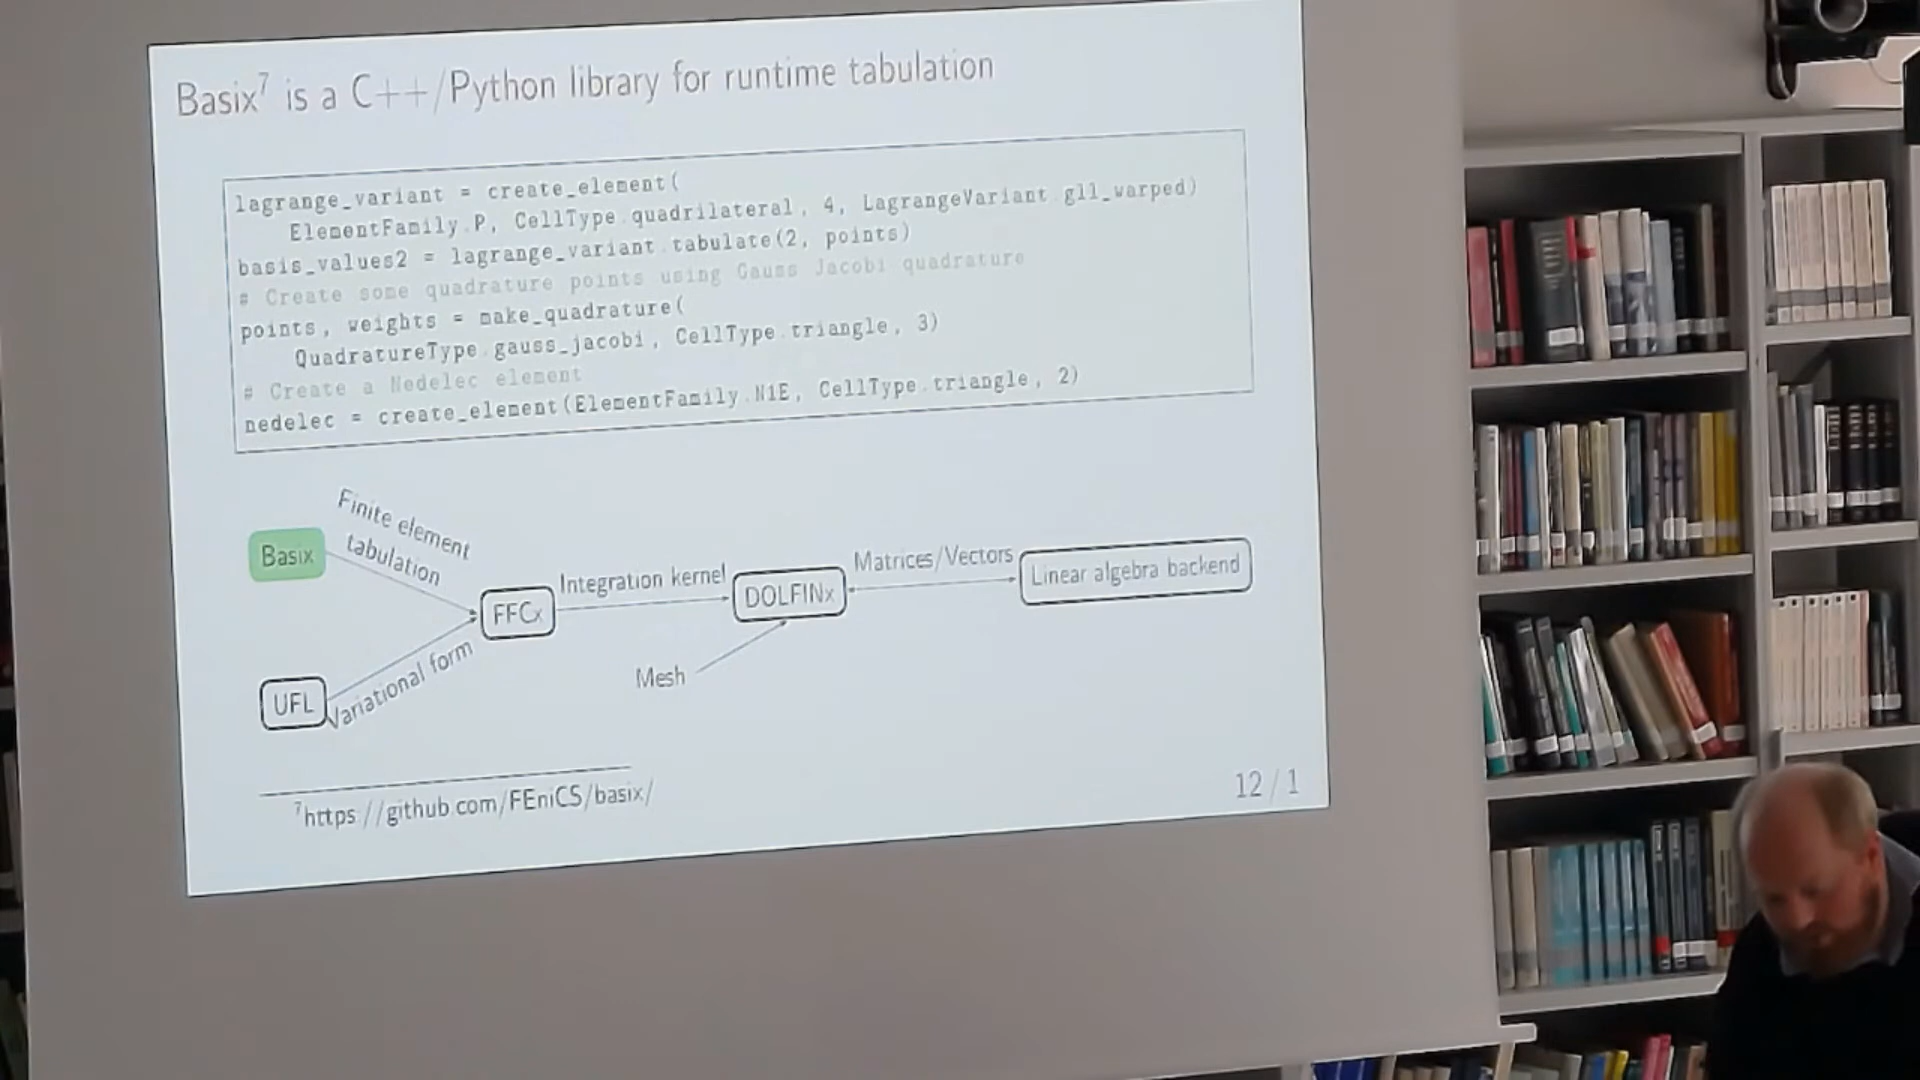 Basix⁷ is a C++/Python library for runtime tabulation
lagrange_variant = create_element(
ElementFamily.P, CellType.quadrilateral, 4, LagrangeVariant.gll_warped)
basis_values2 = lagrange_variant.tabulate(2, points)
# Create some quadrature points using Gauss Jacobi quadrature
points, weights = make_quadrature(
QuadratureType.gauss_jacobi, CellType.triangle, 3)
# Create a Nedelec element
nedelec = create_element(ElementFamily.N1E, CellType.triangle, 2)
Finite element
tabulation
Basix
FFCx
Integration kernel
DOLFINx
Matrices/Vectors
Linear algebra backend
UFL
Variational form
Mesh
⁷https://github.com/FEniCS/basix/
12 / 1